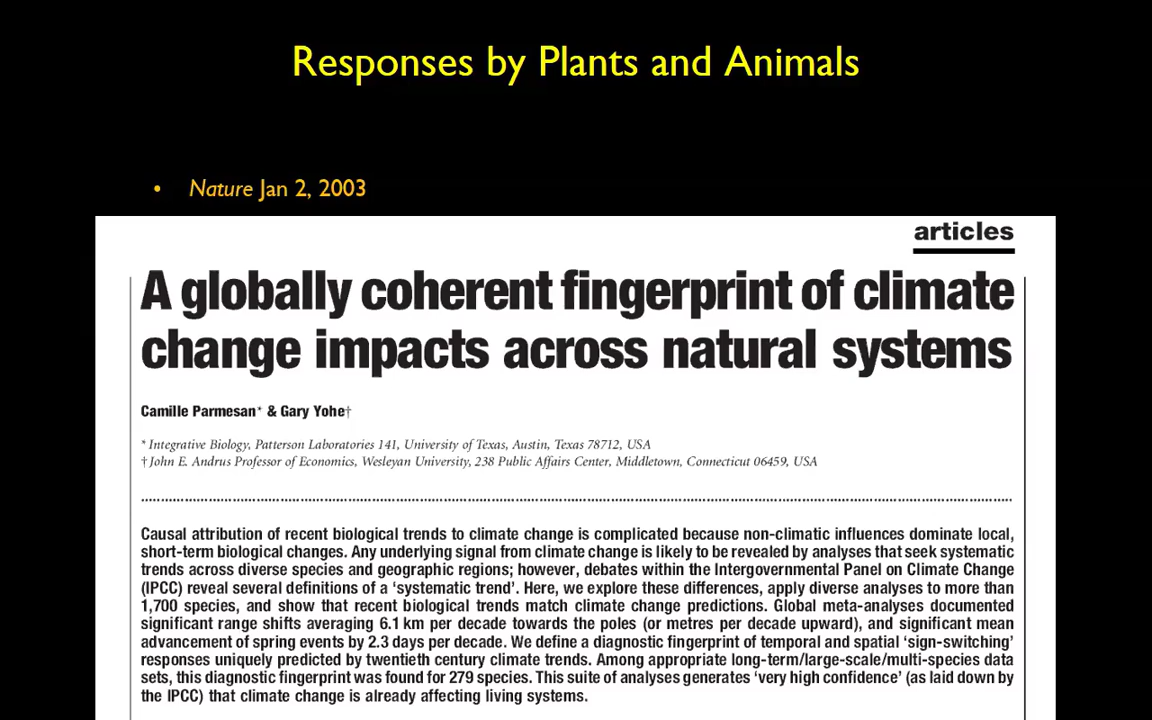 Responses by Plants and Animals
• Nature Jan 2, 2003
articles
A globally coherent fingerprint of climate
change impacts across natural systems
Camille Parmesan* & Gary Yohe†
* Integrative Biology, Patterson Laboratories 141, University of Texas, Austin, Texas 78712, USA
† John E. Andrus Professor of Economics, Wesleyan University, 238 Public Affairs Center, Middletown, Connecticut 06459, USA
Causal attribution of recent biological trends to climate change is complicated because non-climatic influences dominate local,
short-term biological changes. Any underlying signal from climate change is likely to be revealed by analyses that seek systematic
trends across diverse species and geographic regions; however, debates within the Intergovernmental Panel on Climate Change
(IPCC) reveal several definitions of a ‘systematic trend’. Here, we explore these differences, apply diverse analyses to more than
1,700 species, and show that recent biological trends match climate change predictions. Global meta-analyses documented
significant range shifts averaging 6.1 km per decade towards the poles (or metres per decade upward), and significant mean
advancement of spring events by 2.3 days per decade. We define a diagnostic fingerprint of temporal and spatial ‘sign-switching’
responses uniquely predicted by twentieth century climate trends. Among appropriate long-term/large-scale/multi-species data
sets, this diagnostic fingerprint was found for 279 species. This suite of analyses generates ‘very high confidence’ (as laid down by
the IPCC) that climate change is already affecting living systems.